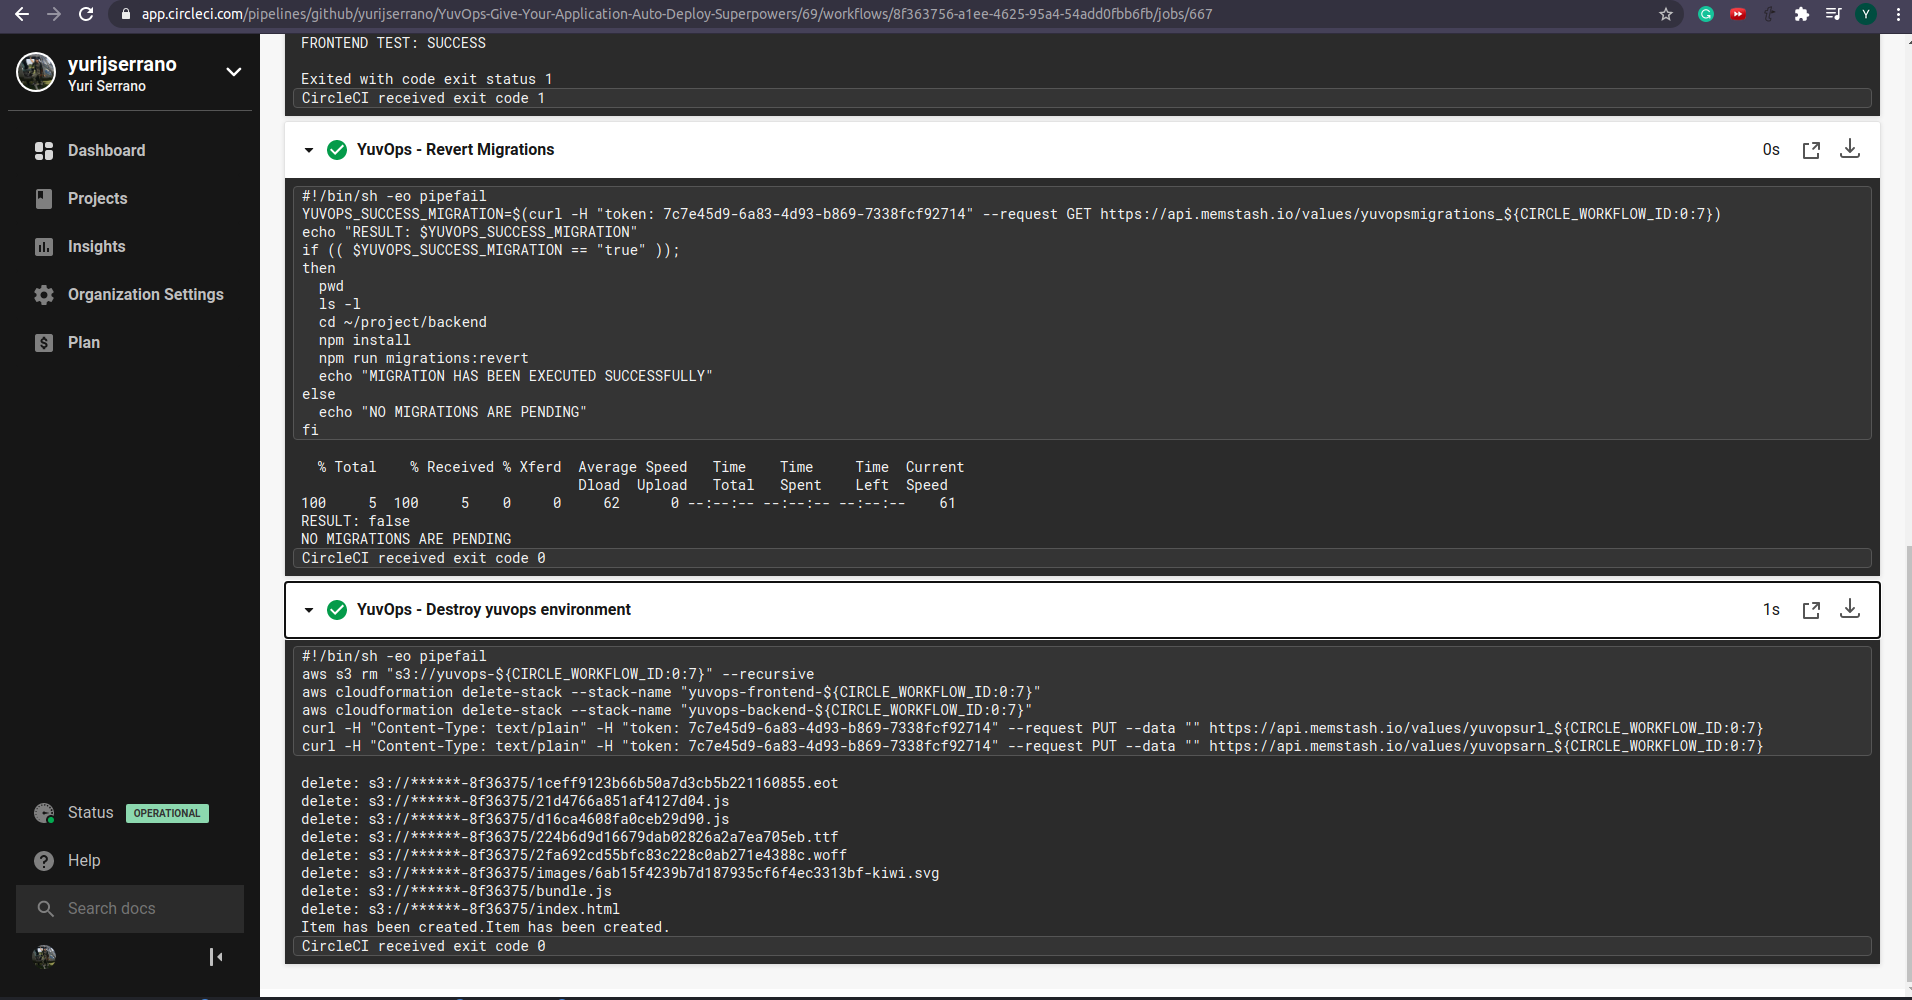 app.circleci.com/pipelines/github/yurijserrano/YuvOps-Give-Your-Application-Auto-Deploy-Superpowers/69/workflows/8f363756-a1ee-4625-95a4-54add0fbb6fb/jobs/667
Y
yurijserrano
Yuri Serrano
Dashboard
Projects
Insights
Organization Settings
Plan
Status OPERATIONAL
Help
Search docs
FRONTEND TEST: SUCCESS
Exited with code exit status 1
CircleCI received exit code 1
YuvOps - Revert Migrations 0s
#!/bin/sh -eo pipefail
YUVOPS_SUCCESS_MIGRATION=$(curl -H "token: 7c7e45d9-6a83-4d93-b869-7338fcf92714" --request GET https://api.memstash.io/values/yuvopsmigrations_${CIRCLE_WORKFLOW_ID:0:7})
echo "RESULT: $YUVOPS_SUCCESS_MIGRATION"
if (( $YUVOPS_SUCCESS_MIGRATION == "true" ));
then
  pwd
  ls -l
  cd ~/project/backend
  npm install
  npm run migrations:revert
  echo "MIGRATION HAS BEEN EXECUTED SUCCESSFULLY"
else
  echo "NO MIGRATIONS ARE PENDING"
fi
% Total % Received % Xferd Average Speed Time Time Time Current
Dload Upload Total Spent Left Speed
100 5 100 5 0 0 62 0 --:--:-- --:--:-- --:--:-- 61
RESULT: false
NO MIGRATIONS ARE PENDING
CircleCI received exit code 0
YuvOps - Destroy yuvops environment 1s
#!/bin/sh -eo pipefail
aws s3 rm "s3://yuvops-${CIRCLE_WORKFLOW_ID:0:7}" --recursive
aws cloudformation delete-stack --stack-name "yuvops-frontend-${CIRCLE_WORKFLOW_ID:0:7}"
aws cloudformation delete-stack --stack-name "yuvops-backend-${CIRCLE_WORKFLOW_ID:0:7}"
curl -H "Content-Type: text/plain" -H "token: 7c7e45d9-6a83-4d93-b869-7338fcf92714" --request PUT --data "" https://api.memstash.io/values/yuvopsurl_${CIRCLE_WORKFLOW_ID:0:7}
curl -H "Content-Type: text/plain" -H "token: 7c7e45d9-6a83-4d93-b869-7338fcf92714" --request PUT --data "" https://api.memstash.io/values/yuvopsarn_${CIRCLE_WORKFLOW_ID:0:7}
delete: s3://******-8f36375/1ceff9123b66b50a7d3cb5b221160855.eot
delete: s3://******-8f36375/21d4766a851af4127d04.js
delete: s3://******-8f36375/d16ca4608fa0ceb29d90.js
delete: s3://******-8f36375/224b6d9d16679dab02826a2a7ea705eb.ttf
delete: s3://******-8f36375/2fa692cd55bfc83c228c0ab271e4388c.woff
delete: s3://******-8f36375/images/6ab15f4239b7d187935cf6f4ec3313bf-kiwi.svg
delete: s3://******-8f36375/bundle.js
delete: s3://******-8f36375/index.html
Item has been created.Item has been created.
CircleCI received exit code 0